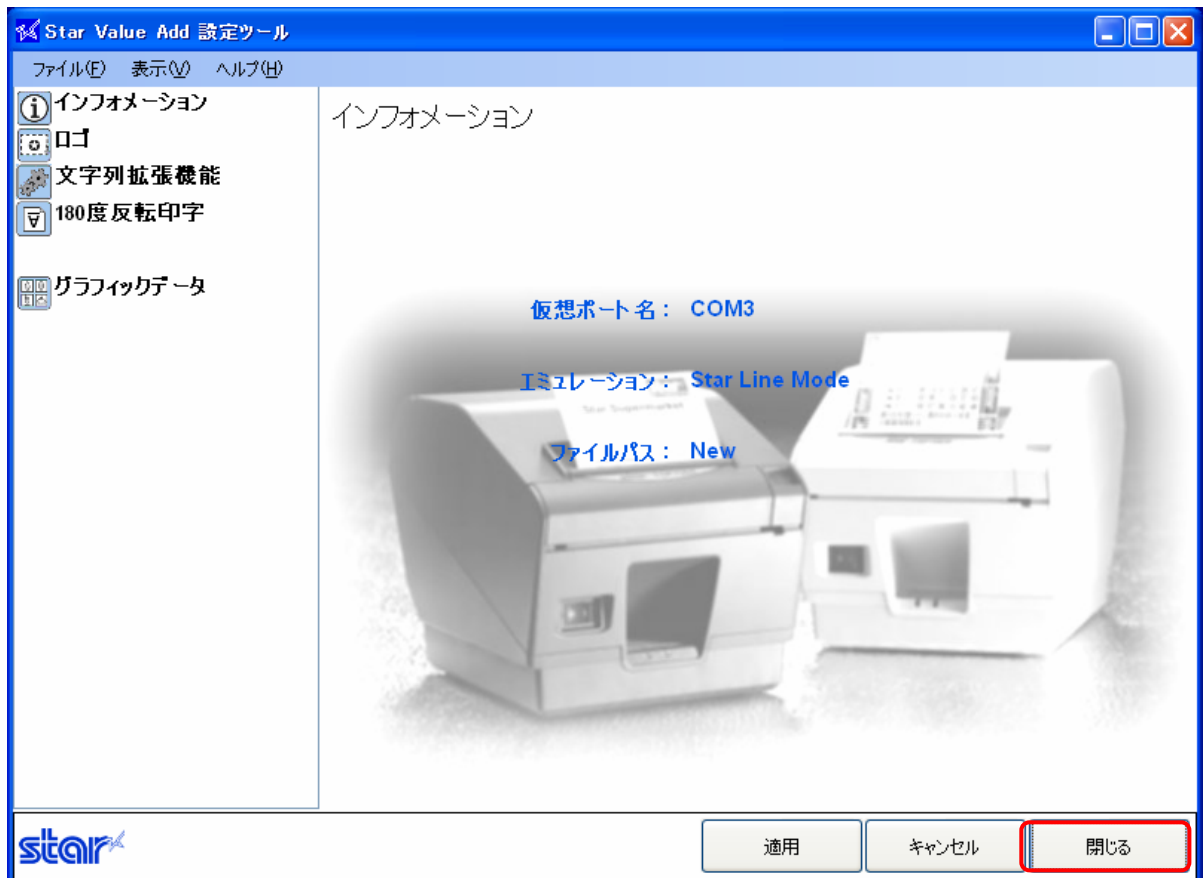 Star Value Add 設定ツール
ファイル(F) 表示(V) ヘルプ(H)
インフォメーション
ロゴ
文字列拡張機能
180度反転印字
グラフィックデータ
インフォメーション
仮想ポート名： COM3
エミュレーション： Star Line Mode
Star Supermarket
ファイルパス： New
star
適用 キャンセル 閉じる